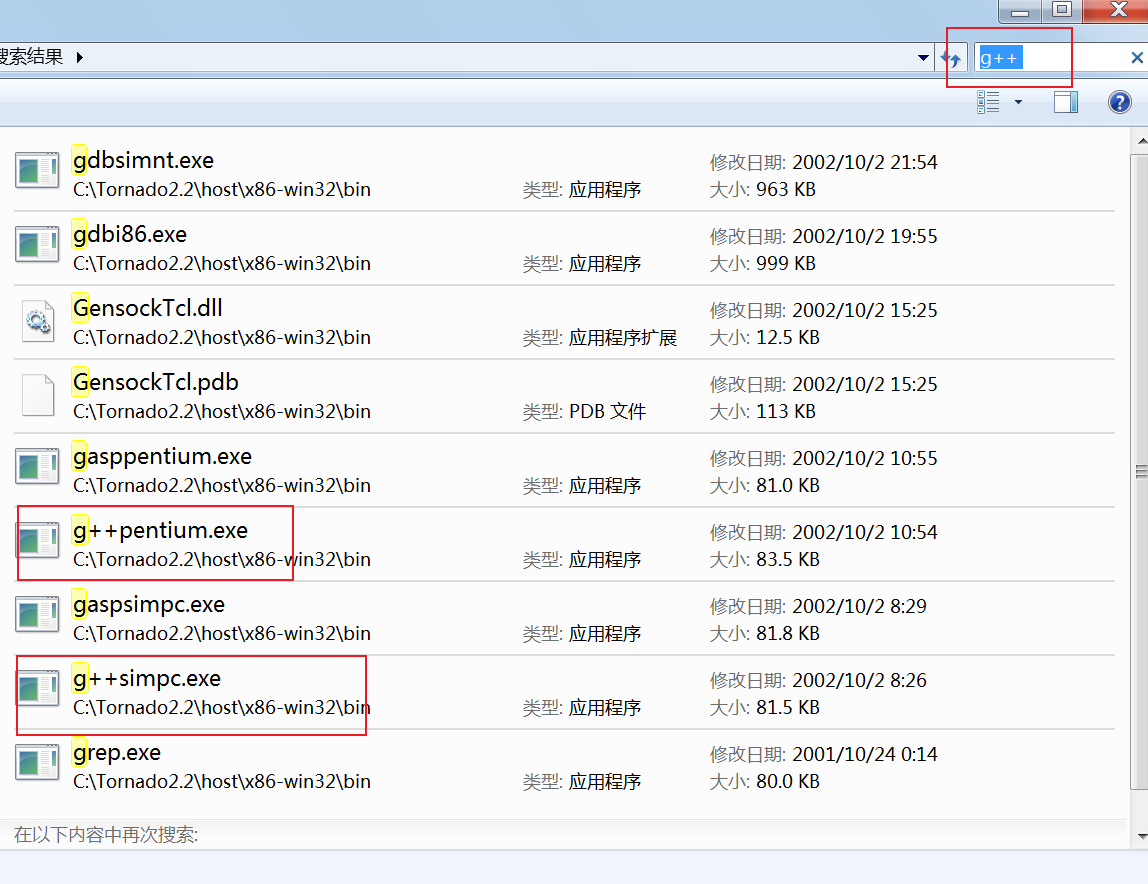 搜索结果
g++
gdbsimnt.exe
修改日期: 2002/10/2 21:54
C:\Tornado2.2\host\x86-win32\bin
类型: 应用程序
大小: 963 KB
gdbi86.exe
修改日期: 2002/10/2 19:55
C:\Tornado2.2\host\x86-win32\bin
类型: 应用程序
大小: 999 KB
GensockTcl.dll
修改日期: 2002/10/2 15:25
C:\Tornado2.2\host\x86-win32\bin
类型: 应用程序扩展
大小: 12.5 KB
GensockTcl.pdb
修改日期: 2002/10/2 15:25
C:\Tornado2.2\host\x86-win32\bin
类型: PDB 文件
大小: 113 KB
gasppentium.exe
修改日期: 2002/10/2 10:55
C:\Tornado2.2\host\x86-win32\bin
类型: 应用程序
大小: 81.0 KB
g++pentium.exe
修改日期: 2002/10/2 10:54
C:\Tornado2.2\host\x86-win32\bin
类型: 应用程序
大小: 83.5 KB
gaspsimpc.exe
修改日期: 2002/10/2 8:29
C:\Tornado2.2\host\x86-win32\bin
类型: 应用程序
大小: 81.8 KB
g++simpc.exe
修改日期: 2002/10/2 8:26
C:\Tornado2.2\host\x86-win32\bin
类型: 应用程序
大小: 81.5 KB
grep.exe
修改日期: 2001/10/24 0:14
C:\Tornado2.2\host\x86-win32\bin
类型: 应用程序
大小: 80.0 KB
在以下内容中再次搜索: